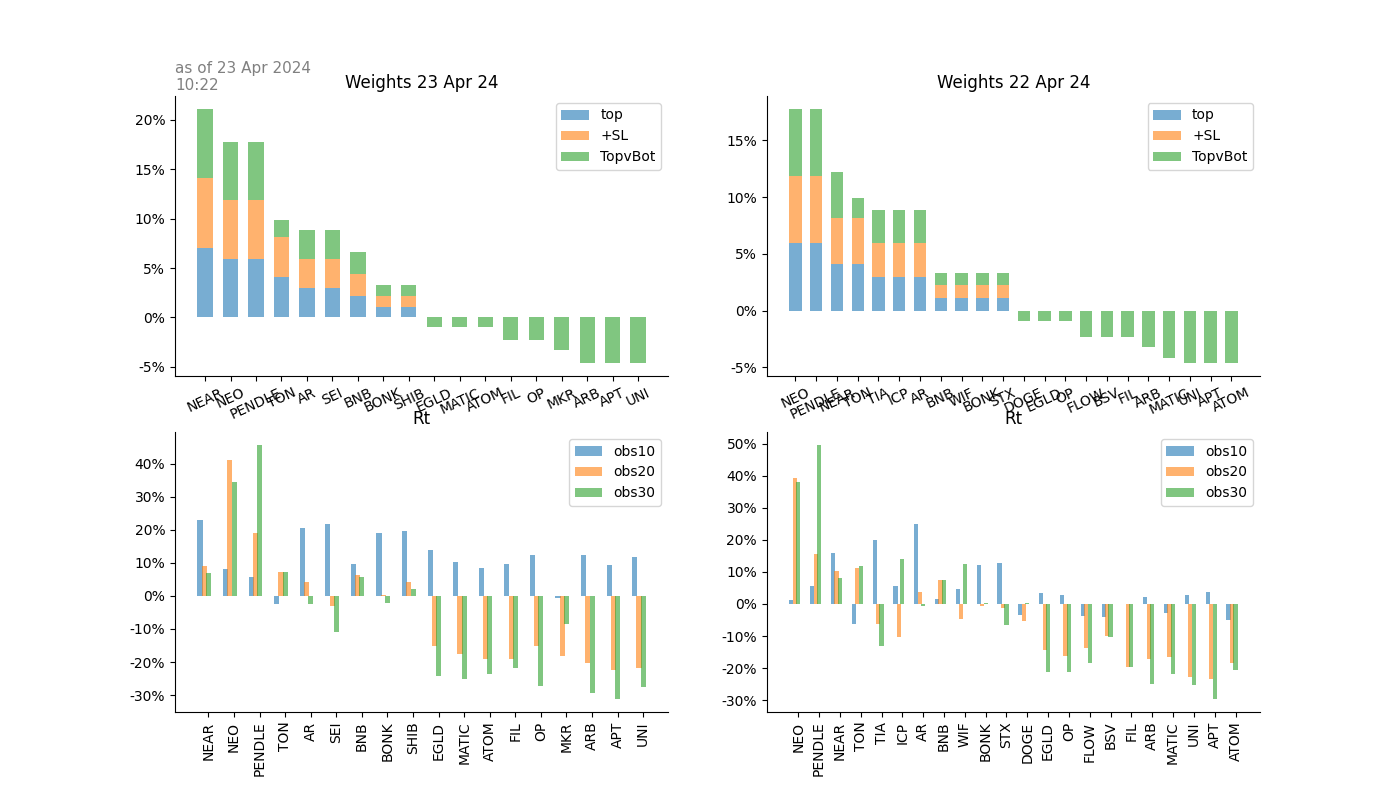 as of 23 Apr 2024
10:22
Weights 23 Apr 24
20%
15%
10%
5%
0%
-5%
top
+SL
TopvBot
NEAR NEO PENDLE TON AR SEI BNB BONK SHIB EGLD MATIC ATOM FIL OP MKR ARB APT UNI
Weights 22 Apr 24
15%
10%
5%
0%
-5%
top
+SL
TopvBot
NEO PENDLE NEAR TON TIA ICP AR BNB WIF BONK STX DOGE EGLD OP FLOW BSV FIL ARB MATIC UNI APT ATOM
Rt
40%
30%
20%
10%
0%
-10%
-20%
-30%
obs10
obs20
obs30
NEAR NEO PENDLE TON AR SEI BNB BONK SHIB EGLD MATIC ATOM FIL OP MKR ARB APT UNI
Rt
50%
40%
30%
20%
10%
0%
-10%
-20%
-30%
obs10
obs20
obs30
NEO PENDLE NEAR TON TIA ICP AR BNB WIF BONK STX DOGE EGLD OP FLOW BSV FIL ARB MATIC UNI APT ATOM